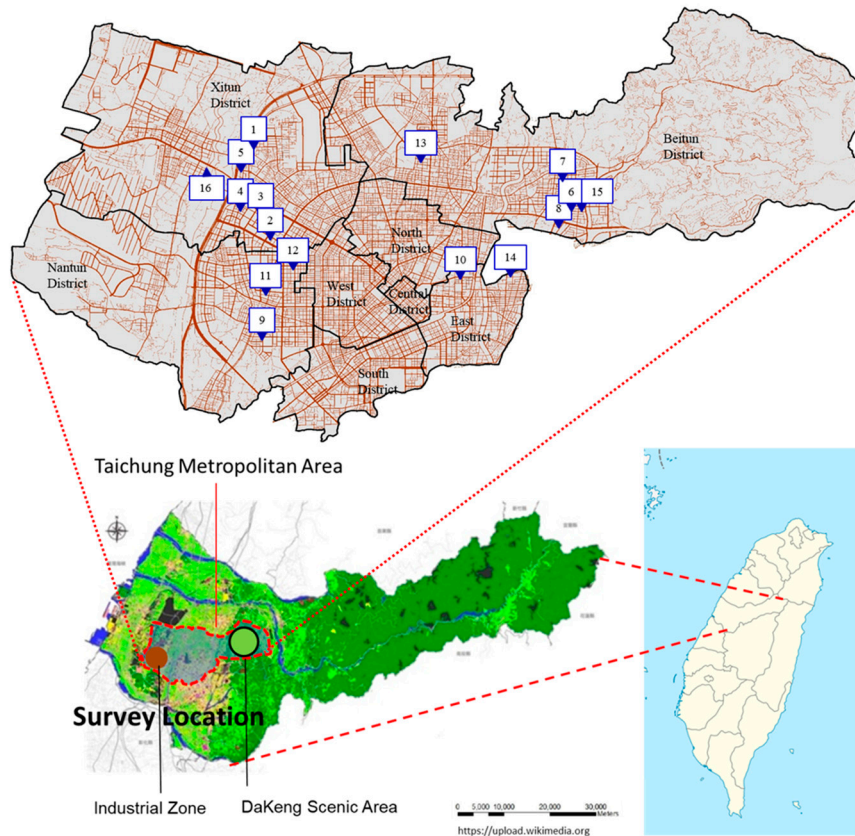 Xitun
District
1
13
5
7
Beitun
District
16
4
3
6
15
2
8
North
District
12
Nantun
District
11
10
14
West
District
Central
District
9
East
District
South
District
Taichung Metropolitan Area
Survey Location
Industrial Zone
DaKeng Scenic Area
0 5,000 10,000 20,000 30,000
Meters
https://upload.wikimedia.org